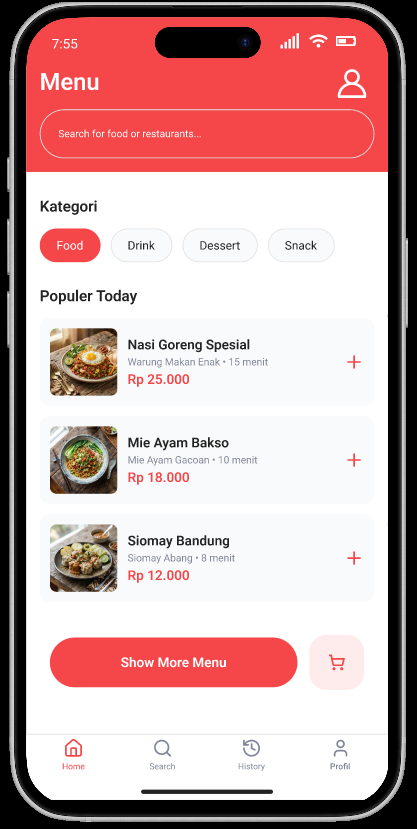 7:55
Menu
Search for food or restaurants...
Kategori
Food
Drink
Dessert
Snack
Populer Today
Nasi Goreng Spesial
Warung Makan Enak • 15 menit
Rp 25.000
Mie Ayam Bakso
Mie Ayam Gacoan • 10 menit
Rp 18.000
Siomay Bandung
Siomay Abang • 8 menit
Rp 12.000
Show More Menu
Home
Search
History
Profil